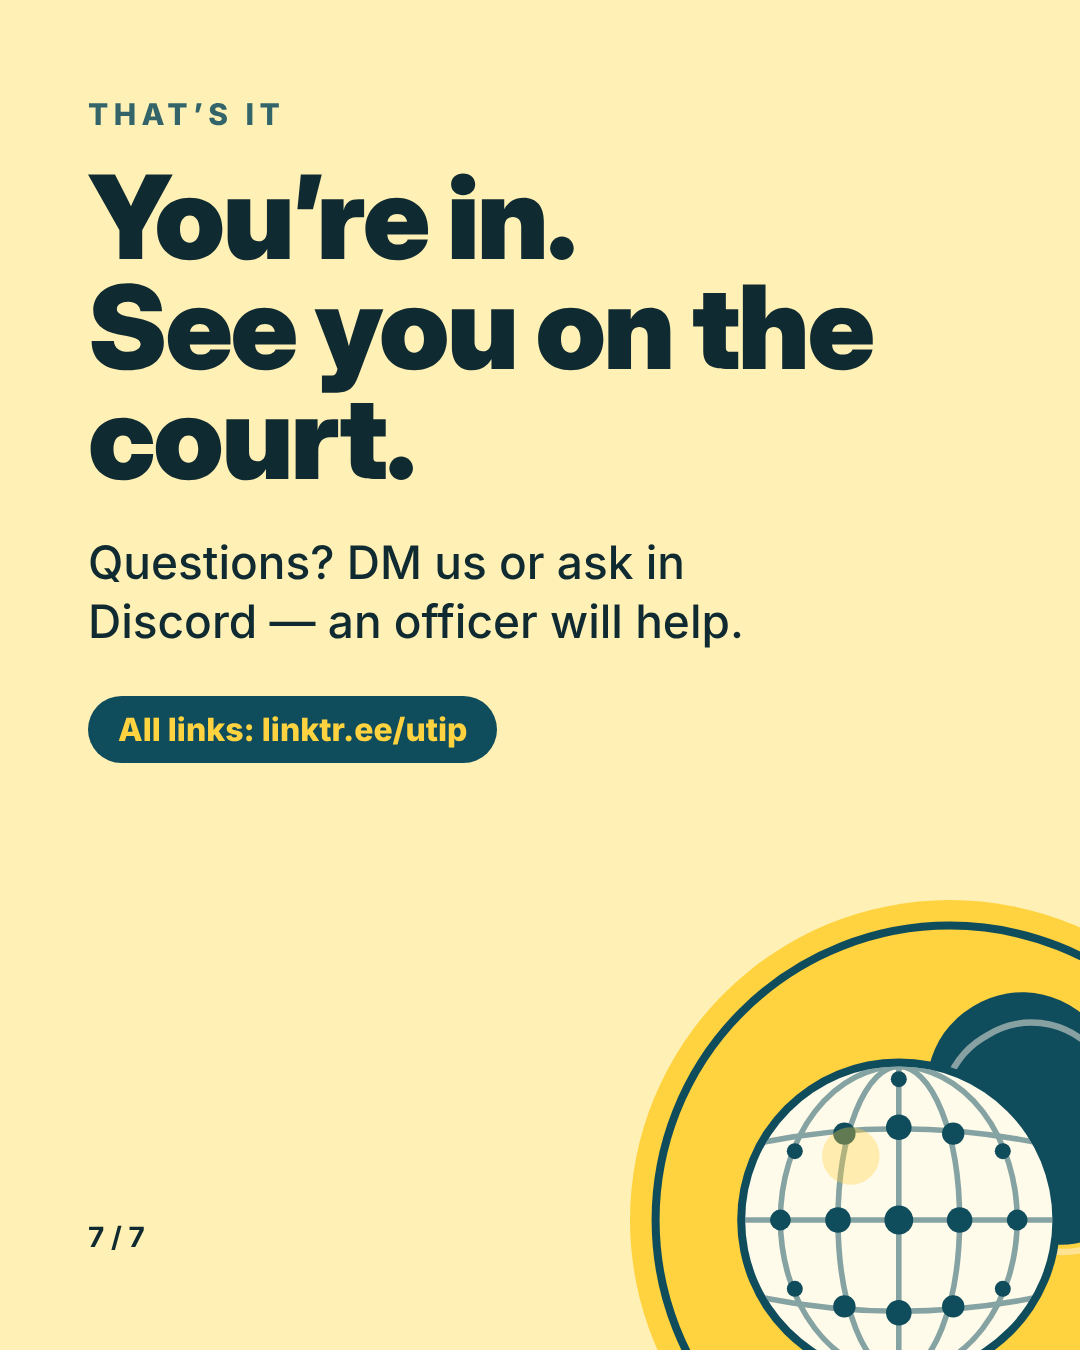 THAT’S IT
You’re in.
See you on the
court.
Questions? DM us or ask in
Discord — an officer will help.
All links: linktr.ee/utip
7 / 7